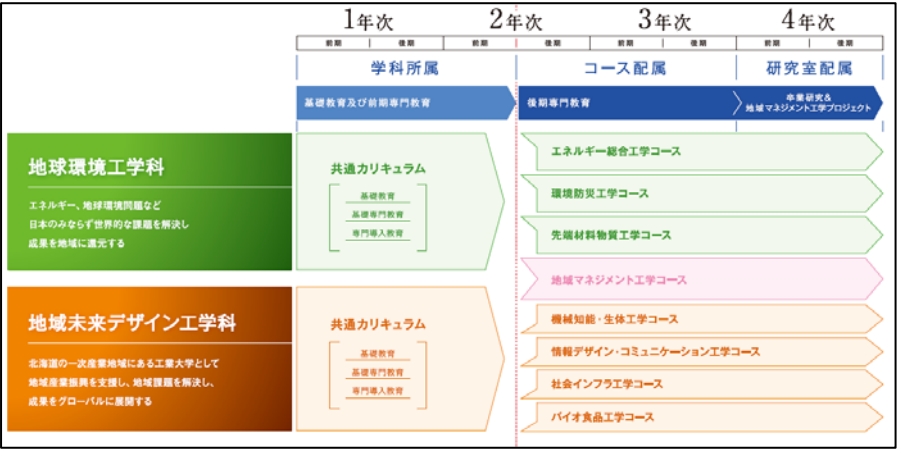 1年次
2年次
3年次
4年次
前期
後期
前期
後期
前期
後期
前期
後期
学科所属
コース配属
研究室配属
基礎教育及び前期専門教育
後期専門教育
卒業研究&
地域マネジメント工学プロジェクト
地球環境工学科
エネルギー、地球環境問題など
日本のみならず世界的な課題を解決し
成果を地域に還元する
共通カリキュラム
基礎教育
基礎専門教育
専門導入教育
エネルギー総合工学コース
環境防災工学コース
先端材料物質工学コース
地域マネジメント工学コース
地域未来デザイン工学科
北海道の一次産業地域にある工業大学として
地域産業振興を支援し、地域課題を解決し、
成果をグローバルに展開する
共通カリキュラム
基礎教育
基礎専門教育
専門導入教育
機械知能・生体工学コース
情報デザイン・コミュニケーション工学コース
社会インフラ工学コース
バイオ食品工学コース